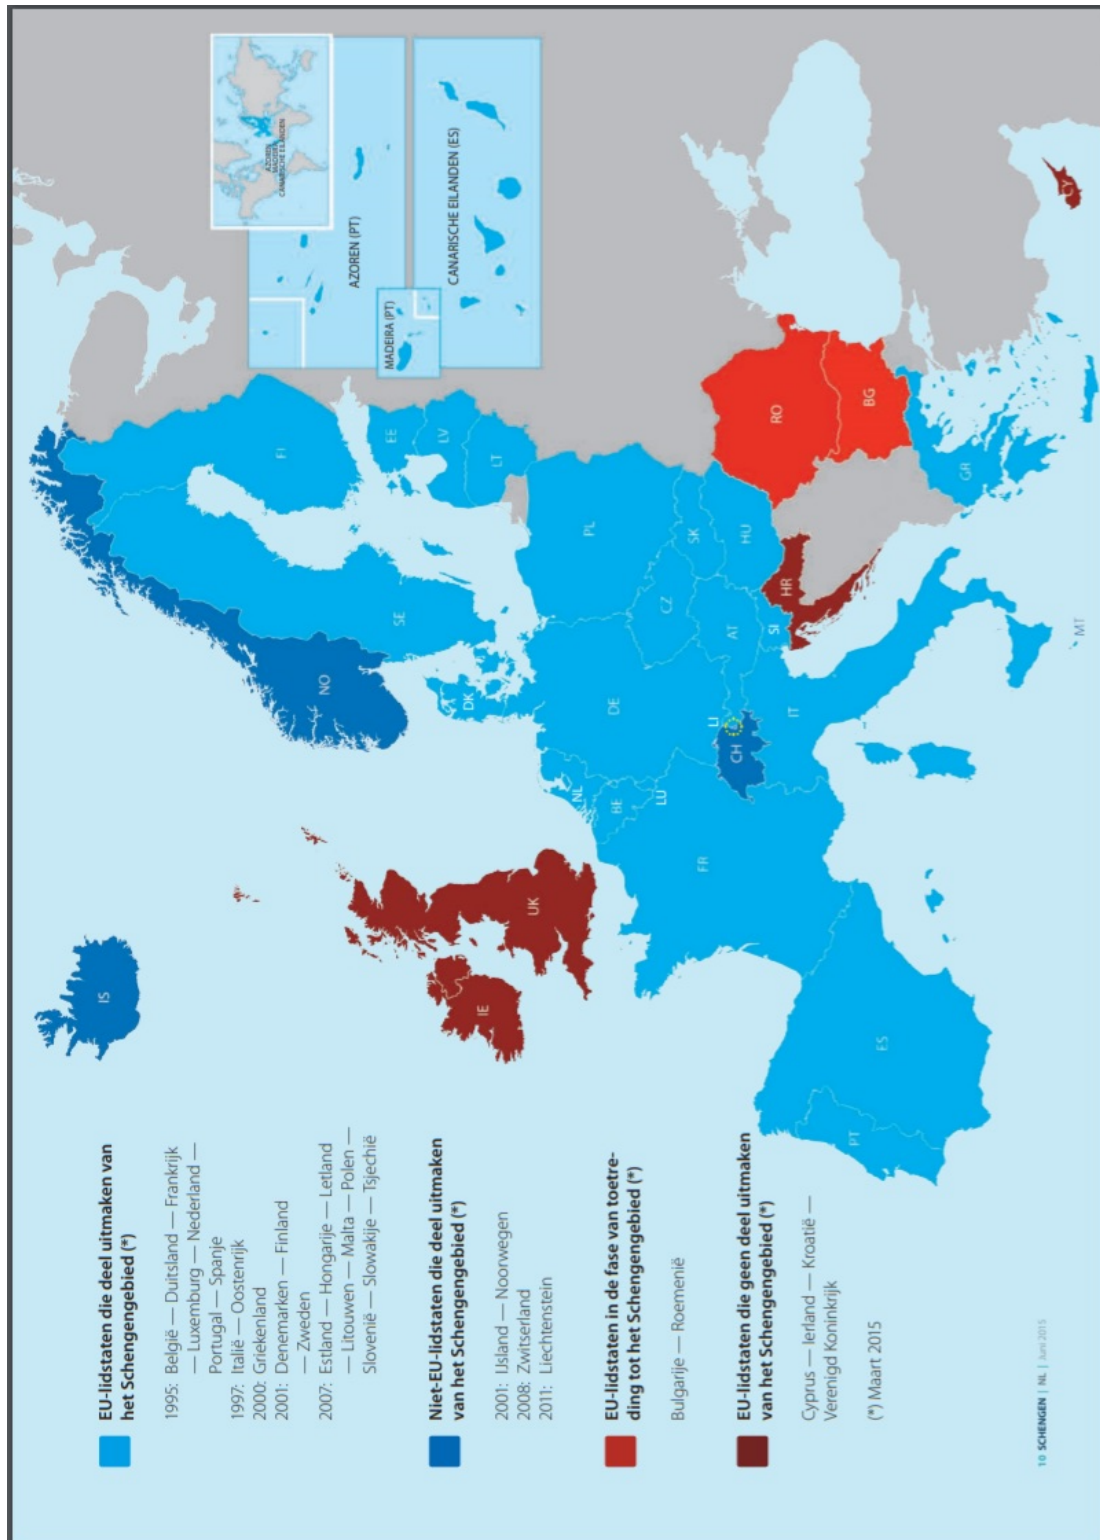 EU-lidstaten die deel uitmaken van
het Schengengebied (*)
1995: België — Duitsland — Frankrijk
— Luxemburg — Nederland —
Portugal — Spanje
1997: Italië — Oostenrijk
2000: Griekenland
2001: Denemarken — Finland
— Zweden
2007: Estland — Hongarije — Letland
— Litouwen — Malta — Polen —
Slovenië — Slowakije — Tsjechië
Niet-EU-lidstaten die deel uitmaken
van het Schengengebied (*)
2001: IJsland — Noorwegen
2008: Zwitserland
2011: Liechtenstein
EU-lidstaten in de fase van toetre-
ding tot het Schengengebied (*)
Bulgarije — Roemenië
EU-lidstaten die geen deel uitmaken
van het Schengengebied (*)
Cyprus — Ierland — Kroatië —
Verenigd Koninkrijk
(*) Maart 2015
10 SCHENGEN | NL | Juni 2015
IS
NO
SE
FI
EE
LV
LT
DK
IE
UK
NL
BE
LU
DE
PL
CZ
SK
AT
HU
LI
CH
FR
IT
SI
HR
RO
BG
GR
PT
ES
MT
CY
AZOREN
MADEIRA
CANARISCHE EILANDEN
AZOREN (PT)
MADEIRA (PT)
CANARISCHE EILANDEN (ES)